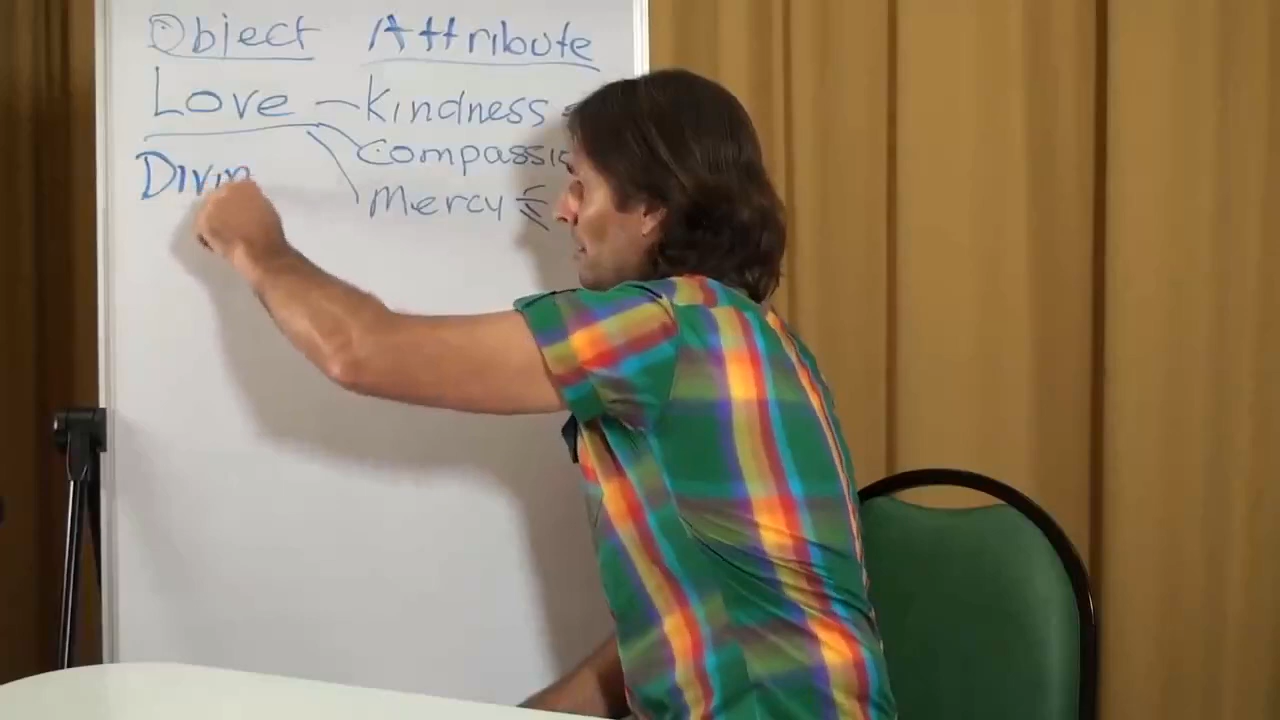 Object Attribute
Love kindness
Compassi
Mercy
Divin